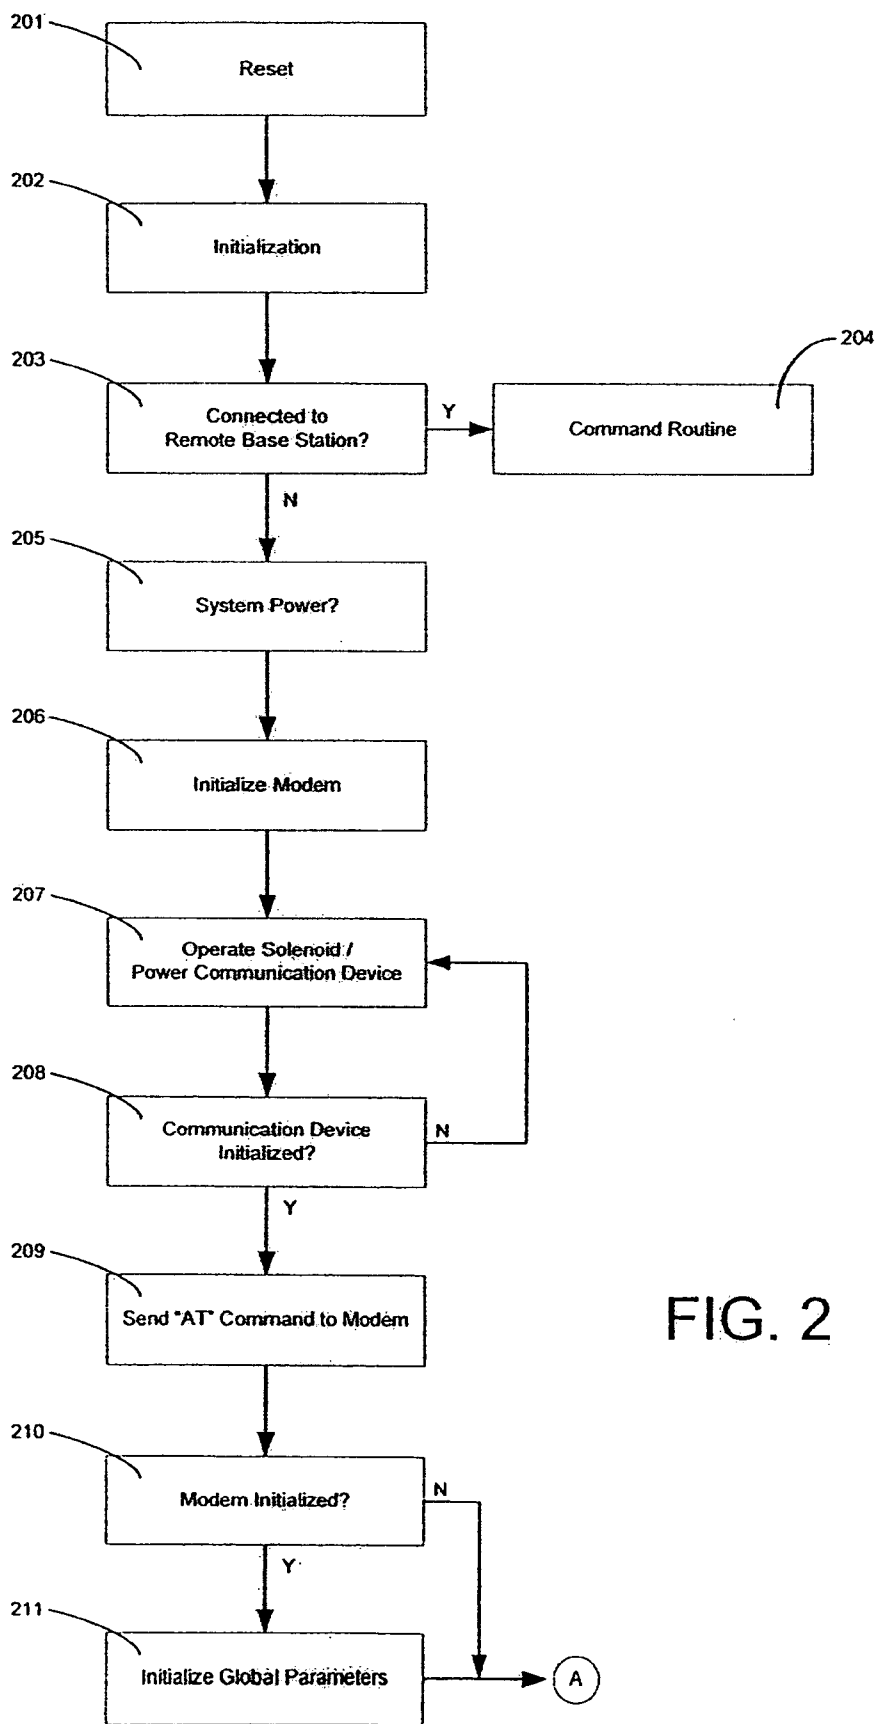 201
Reset
202
Initialization
203
Connected to
Remote Base Station?
Y
204
Command Routine
N
205
System Power?
206
Initialize Modem
207
Operate Solenoid /
Power Communication Device
208
Communication Device
Initialized?
N
Y
209
Send "AT" Command to Modem
FIG. 2
210
Modem Initialized?
N
Y
211
Initialize Global Parameters
A